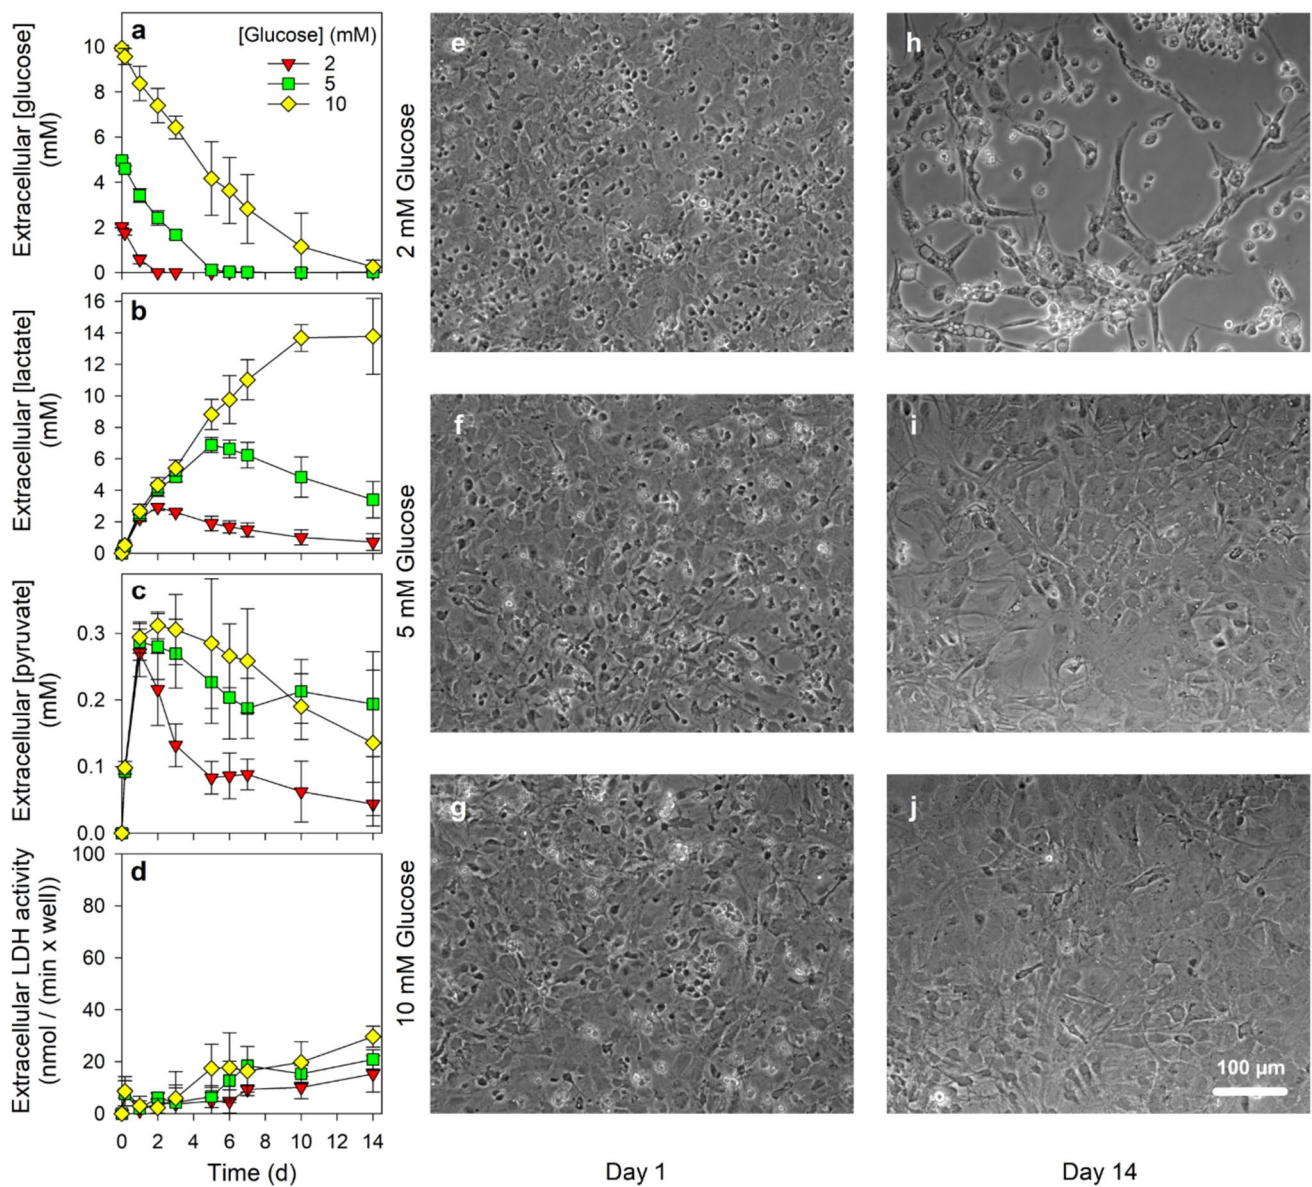 a
[Glucose] (mM)
2
5
10
Extracellular [glucose]
(mM)
10
8
6
4
2
0
b
Extracellular [lactate]
(mM)
16
14
12
10
8
6
4
2
0
c
Extracellular [pyruvate]
(mM)
0.3
0.2
0.1
0.0
d
Extracellular LDH activity
(nmol / (min x well))
100
80
60
40
20
0
0 2 4 6 8 10 12 14
Time (d)
2 mM Glucose
e
h
5 mM Glucose
f
i
10 mM Glucose
g
j
100 µm
Day 1
Day 14